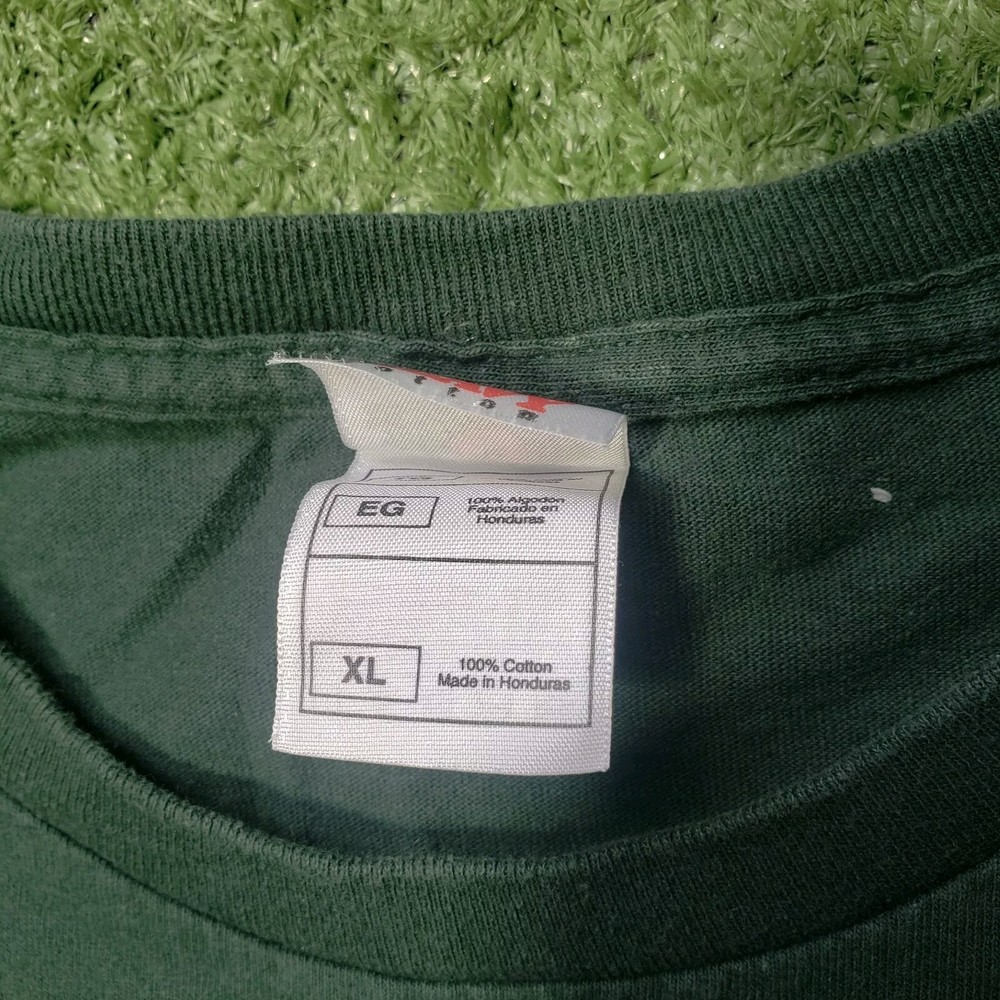 EG
100% Algodon
Fabricado en
Honduras
XL
100% Cotton
Made in Honduras